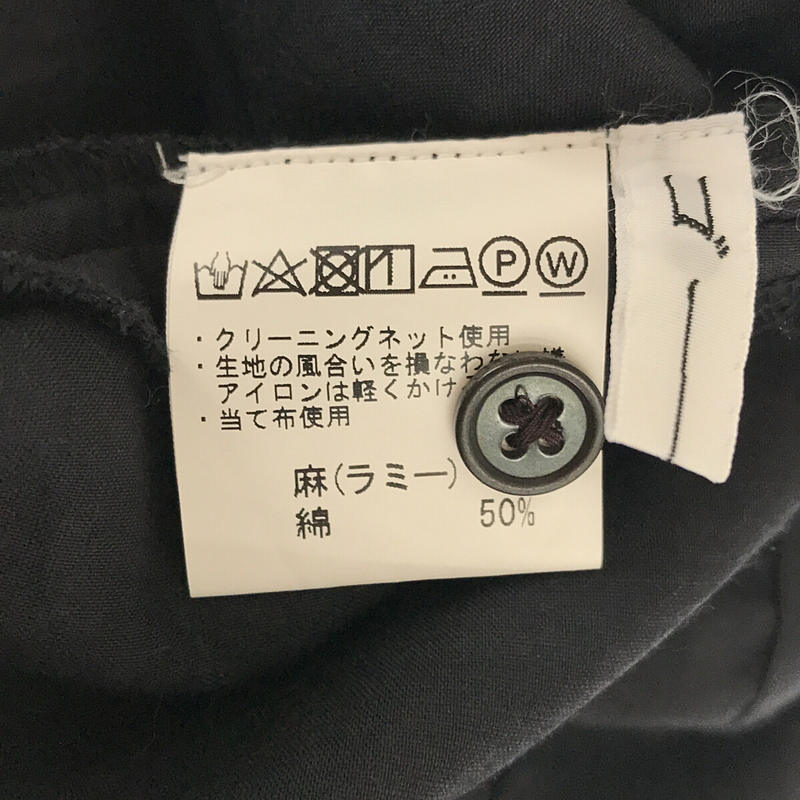 P W
・クリーニングネット使用
・生地の風合いを損なわ
アイロンは軽くかけ
・当て布使用
麻(ラミー)
綿 50%